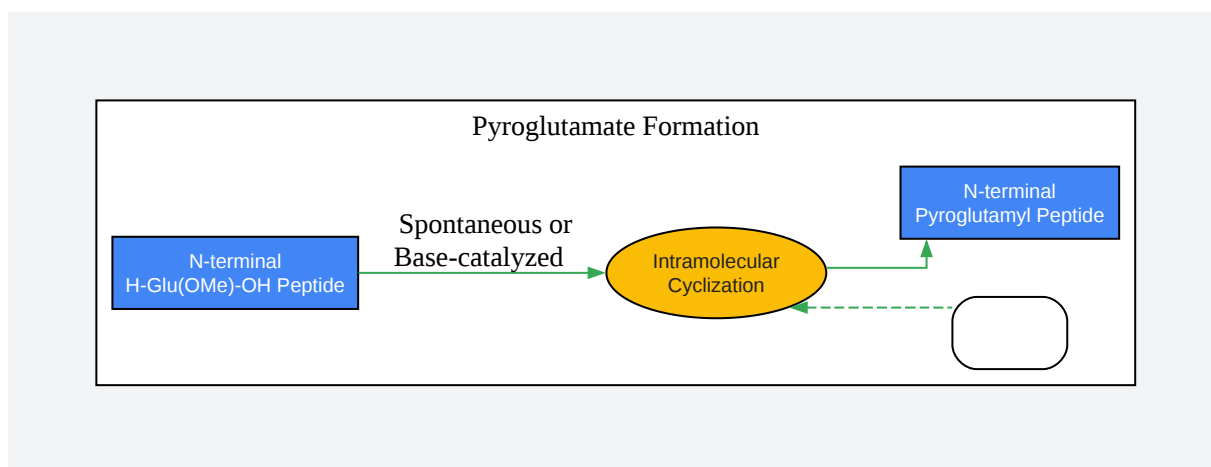 Pyroglutamate Formation
N-terminal
Pyroglutamyl Peptide
Spontaneous or
Base-catalyzed
N-terminal
H-Glu(OMe)-OH Peptide
Intramolecular
Cyclization